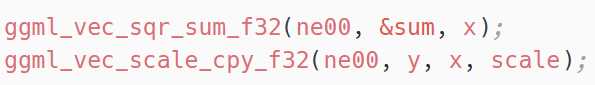 ggml_vec_sqr_sum_f32(ne00, &sum, x);
ggml_vec_scale_cpy_f32(ne00, y, x, scale);